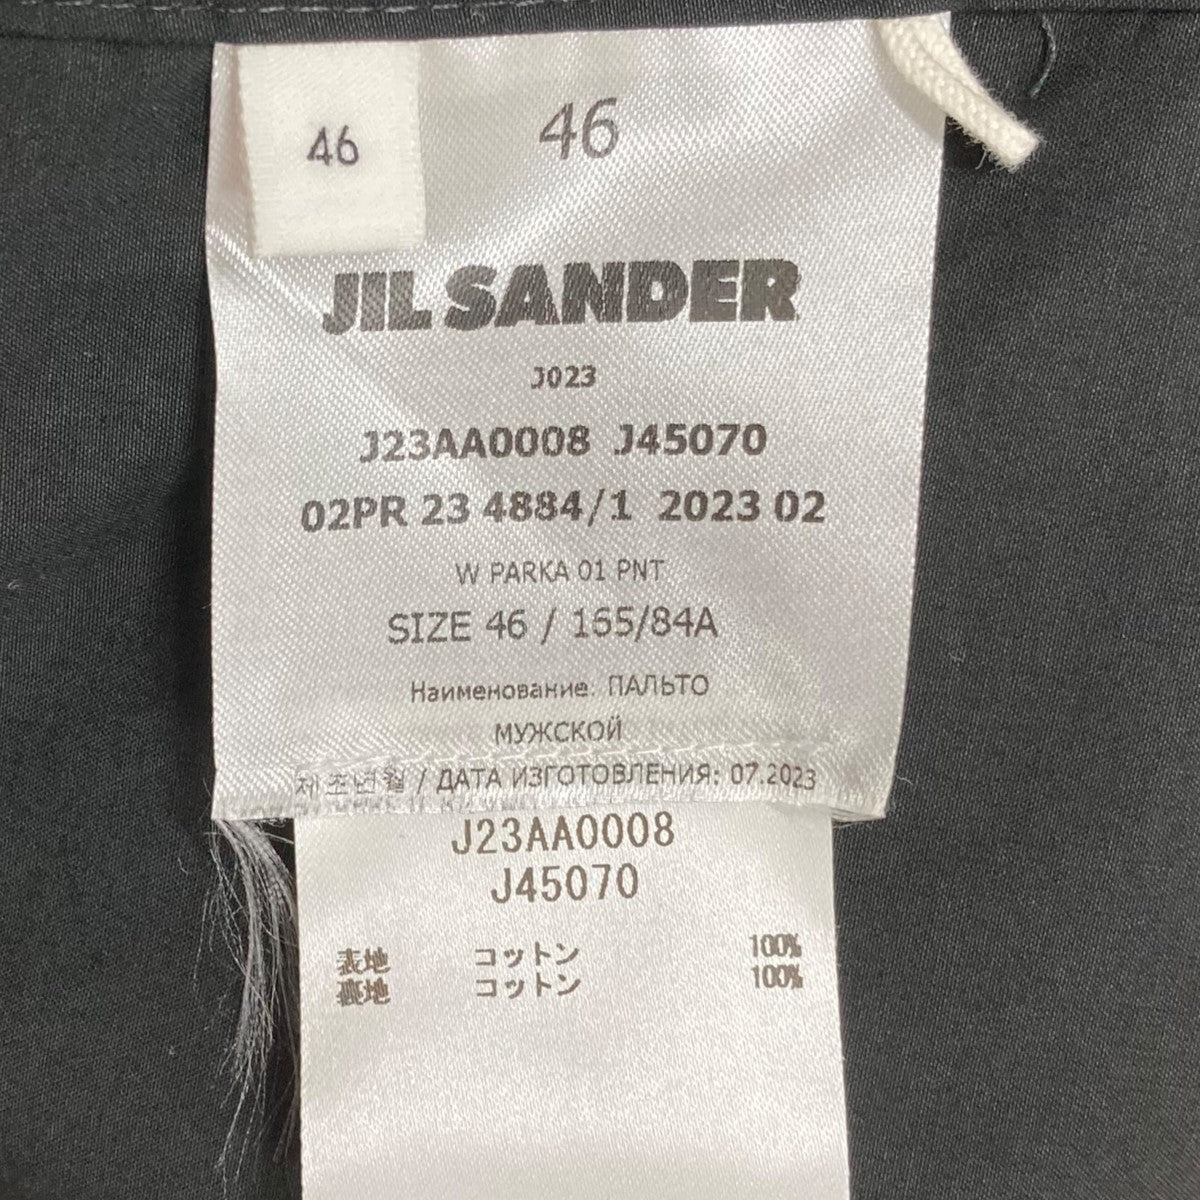 46
46
JIL SANDER
J023
J23AA0008 J45070
02PR 23 4884/1 2023 02
W PARKA 01 PNT
SIZE 46 / 165/84A
Наименование: ПАЛЬТО
МУЖСКОЙ
제조년월 / ДАТА ИЗГОТОВЛЕНИЯ: 07.2023
J23AA0008
J45070
表地 コットン 100%
裏地 コットン 100%